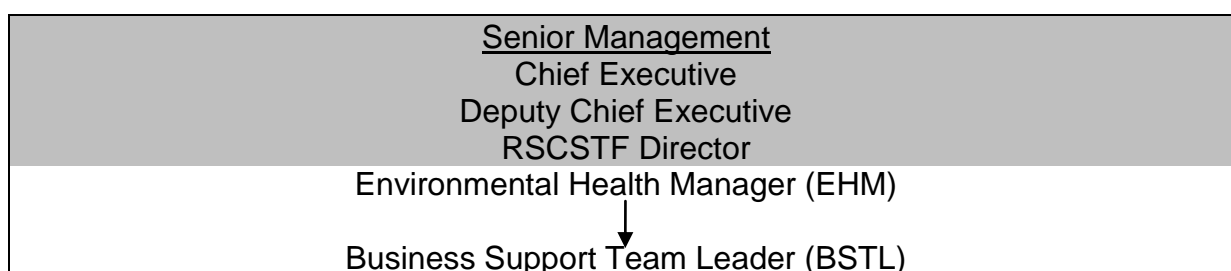 Senior Management
Chief Executive
Deputy Chief Executive
RSCSTF Director
Environmental Health Manager (EHM)
Business Support Team Leader (BSTL)